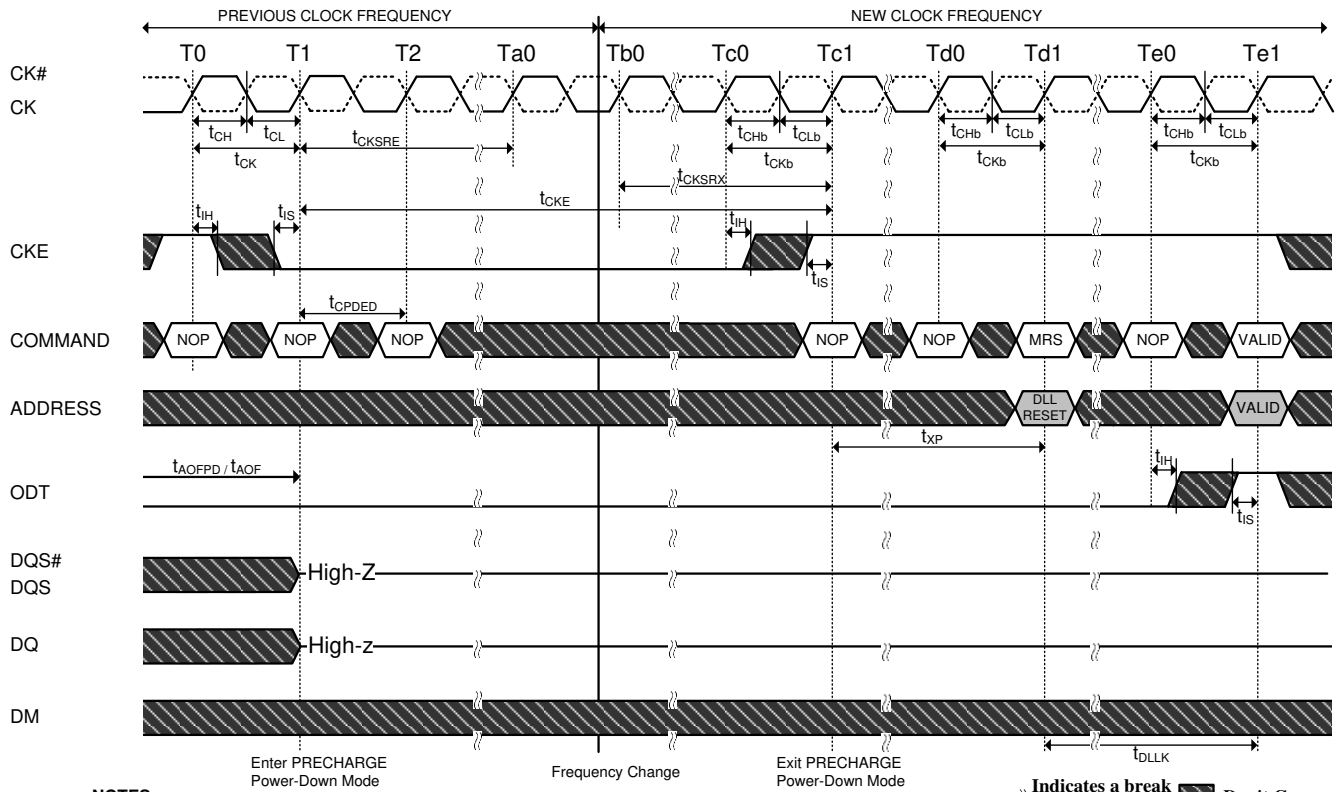 PREVIOUS CLOCK FREQUENCY NEW CLOCK FREQUENCY
T0 T1 T2 Ta0 Tb0 Tc0 Tc1 Td0 Td1 Te0 Te1
CK#
CK
tCH tCL tCHb tCLb tCHb tCLb tCHb tCLb
tCK tCKSRE tCKb tCKb tCKb
tCKSRX
tCKE
tIH tIS tIH
CKE
tIS
tCPDED
COMMAND NOP NOP NOP NOP NOP MRS NOP VALID
ADDRESS DLL RESET VALID
tXP
tAOFPD / tAOF tIH
ODT
tIS
DQS#
DQS
High-Z
DQ High-z
DM
tDLLK
Enter PRECHARGE
Power-Down Mode
Frequency Change
Exit PRECHARGE
Power-Down Mode
Indicates a break